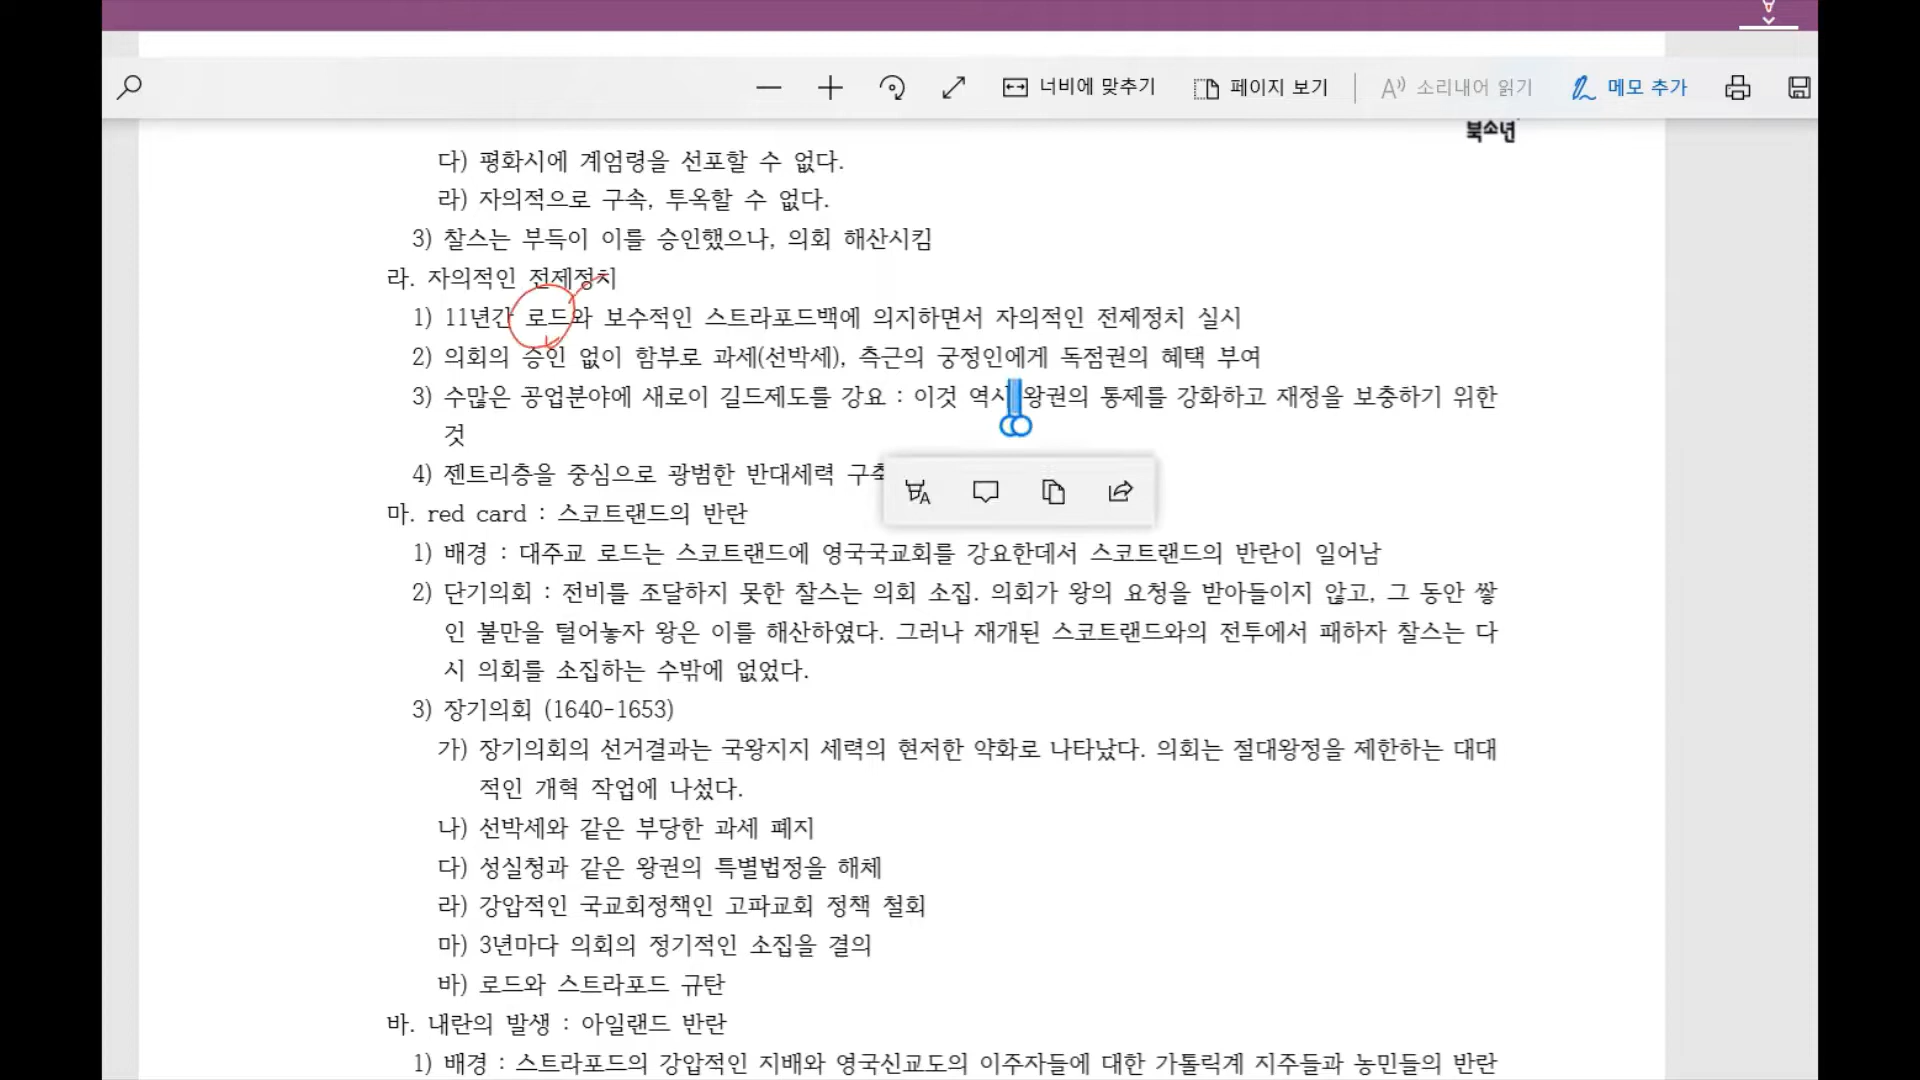 너비에 맞추기 페이지 보기 소리내어 읽기 메모 추가
북소년
다) 평화시에 계엄령을 선포할 수 없다.
라) 자의적으로 구속, 투옥할 수 없다.
3) 찰스는 부득이 이를 승인했으나, 의회 해산시킴
라. 자의적인 전제정치
1) 11년간 로드와 보수적인 스트라포드백에 의지하면서 자의적인 전제정치 실시
2) 의회의 승인 없이 함부로 과세(선박세), 측근의 궁정인에게 독점권의 혜택 부여
3) 수많은 공업분야에 새로이 길드제도를 강요 : 이것 역시 왕권의 통제를 강화하고 재정을 보충하기 위한
것
4) 젠트리층을 중심으로 광범한 반대세력 구축
마. red card : 스코트랜드의 반란
1) 배경 : 대주교 로드는 스코트랜드에 영국국교회를 강요한데서 스코트랜드의 반란이 일어남
2) 단기의회 : 전비를 조달하지 못한 찰스는 의회 소집. 의회가 왕의 요청을 받아들이지 않고, 그 동안 쌓
인 불만을 털어놓자 왕은 이를 해산하였다. 그러나 재개된 스코트랜드와의 전투에서 패하자 찰스는 다
시 의회를 소집하는 수밖에 없었다.
3) 장기의회 (1640-1653)
가) 장기의회의 선거결과는 국왕지지 세력의 현저한 약화로 나타났다. 의회는 절대왕정을 제한하는 대대
적인 개혁 작업에 나섰다.
나) 선박세와 같은 부당한 과세 폐지
다) 성실청과 같은 왕권의 특별법정을 해체
라) 강압적인 국교회정책인 고파교회 정책 철회
마) 3년마다 의회의 정기적인 소집을 결의
바) 로드와 스트라포드 규탄
바. 내란의 발생 : 아일랜드 반란
1) 배경 : 스트라포드의 강압적인 지배와 영국신교도의 이주자들에 대한 가톨릭계 지주들과 농민들의 반란